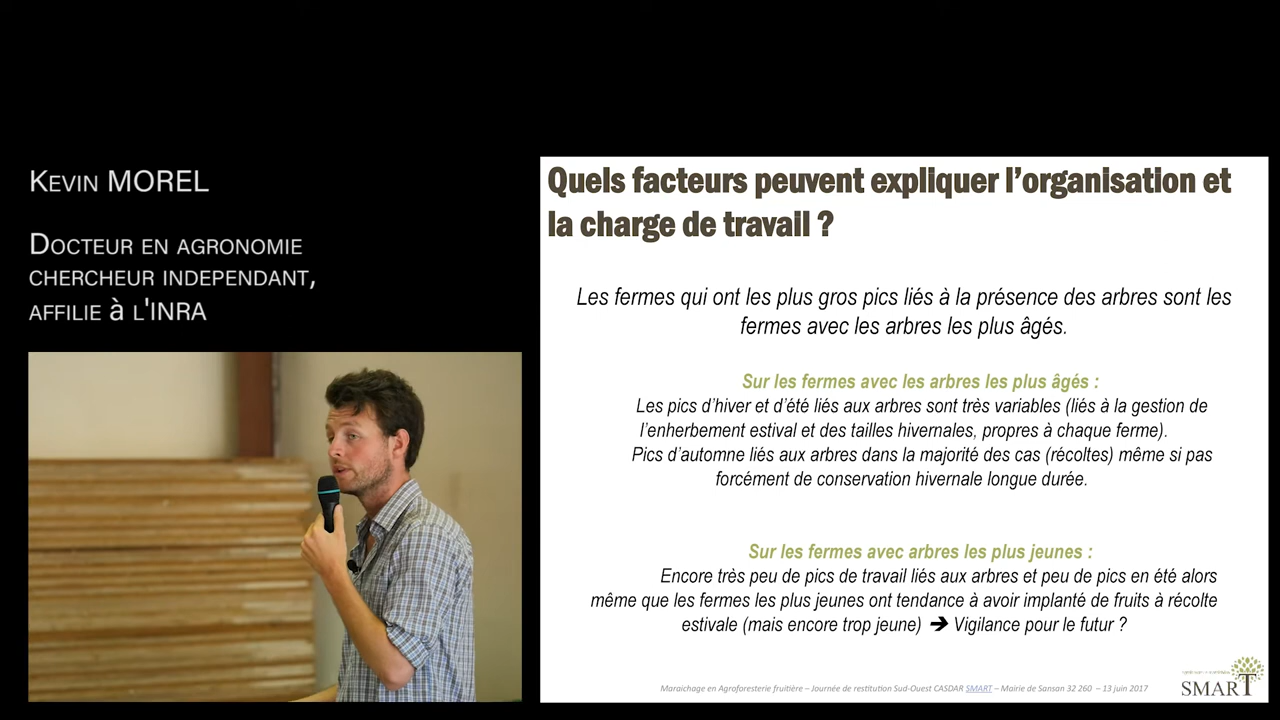 KEVIN MOREL
DOCTEUR EN AGRONOMIE
CHERCHEUR INDEPENDANT,
AFFILIE à L'INRA
Quels facteurs peuvent expliquer l'organisation et
la charge de travail ?
Les fermes qui ont les plus gros pics liés à la présence des arbres sont les
fermes avec les arbres les plus âgés.
Sur les fermes avec les arbres les plus âgés :
Les pics d'hiver et d'été liés aux arbres sont très variables (liés à la gestion de
l'enherbement estival et des tailles hivernales, propres à chaque ferme).
Pics d'automne liés aux arbres dans la majorité des cas (récoltes) même si pas
forcément de conservation hivernale longue durée.
Sur les fermes avec arbres les plus jeunes :
Encore très peu de pics de travail liés aux arbres et peu de pics en été alors
même que les fermes les plus jeunes ont tendance à avoir implanté de fruits à récolte
estivale (mais encore trop jeune) ➔ Vigilance pour le futur ?
Maraichage en Agroforesterie fruitière – Journée de restitution Sud-Ouest CASDAR SMART – Mairie de Sansan 32 260 – 13 juin 2017
SMART